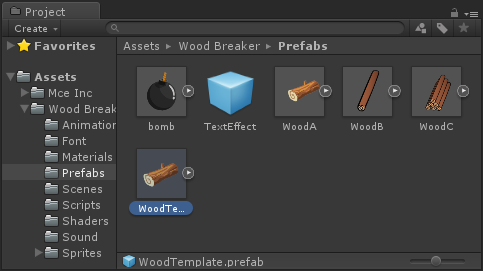 Project
Create
Favorites
Assets
Mce Inc
Wood Break
Animation
Font
Materials
Prefabs
Scenes
Scripts
Shaders
Sound
Sprites
Assets ▸ Wood Breaker ▸ Prefabs
bomb TextEffect WoodA WoodB WoodC
WoodTe...
WoodTemplate.prefab